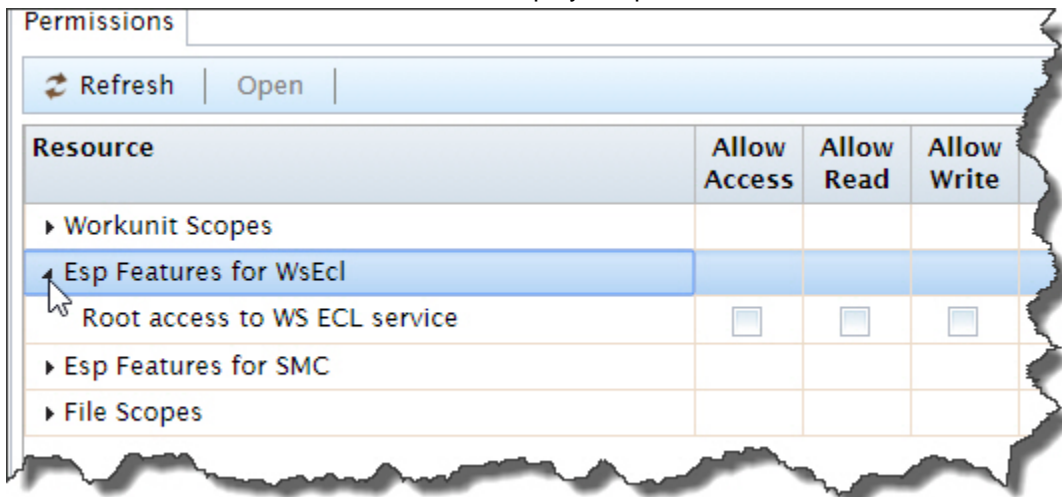 Permissions
Refresh Open
Resource Allow Access Allow Read Allow Write
Workunit Scopes
Esp Features for WsEcl
Root access to WS ECL service
Esp Features for SMC
File Scopes